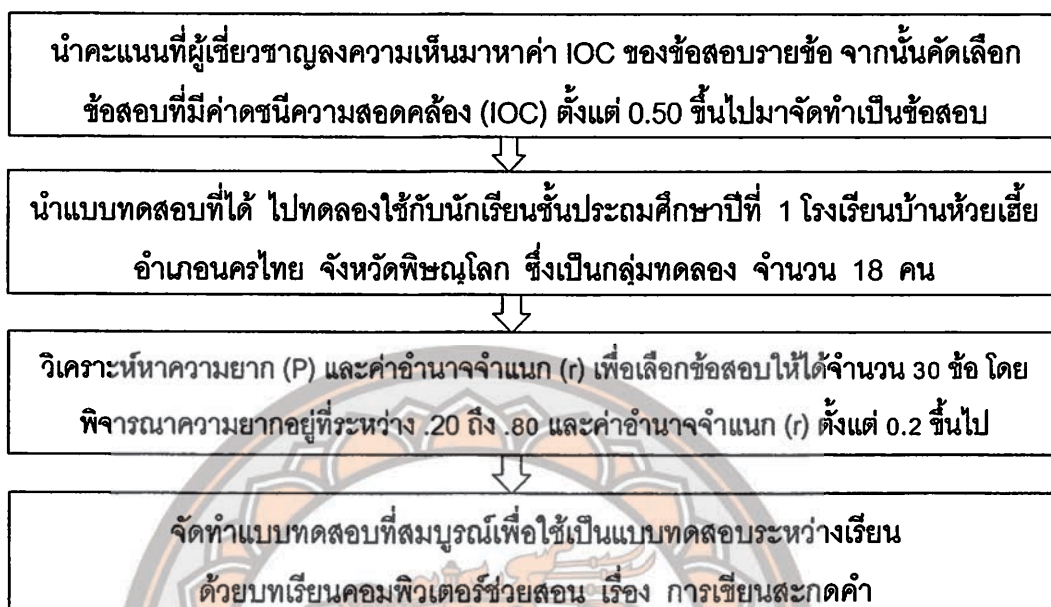 นำคะแนนที่ผู้เชี่ยวชาญลงความเห็นมาหาค่า IOC ของข้อสอบรายข้อ จากนั้นคัดเลือก
ข้อสอบที่มีค่าดชนีความสอดคล้อง (IOC) ตั้งแต่ 0.50 ขึ้นไปมาจัดทำเป็นข้อสอบ
นำแบบทดสอบที่ได้ ไปทดลองใช้กับนักเรียนชั้นประถมศึกษาปีที่ 1 โรงเรียนบ้านห้วยเฮี้ย
อำเภอนครไทย จังหวัดพิษณุโลก ซึ่งเป็นกลุ่มทดลอง จำนวน 18 คน
วิเคราะห์หาความยาก (P) และค่าอำนาจจำแนก (r) เพื่อเลือกข้อสอบให้ได้จำนวน 30 ข้อ โดย
พิจารณาความยากอยู่ที่ระหว่าง .20 ถึง .80 และค่าอำนาจจำแนก (r) ตั้งแต่ 0.2 ขึ้นไป
จัดทำแบบทดสอบที่สมบูรณ์เพื่อใช้เป็นแบบทดสอบระหว่างเรียน
ด้วยบทเรียนคอมพิวเตอร์ช่วยสอน เรื่อง การเขียนสะกดคำ